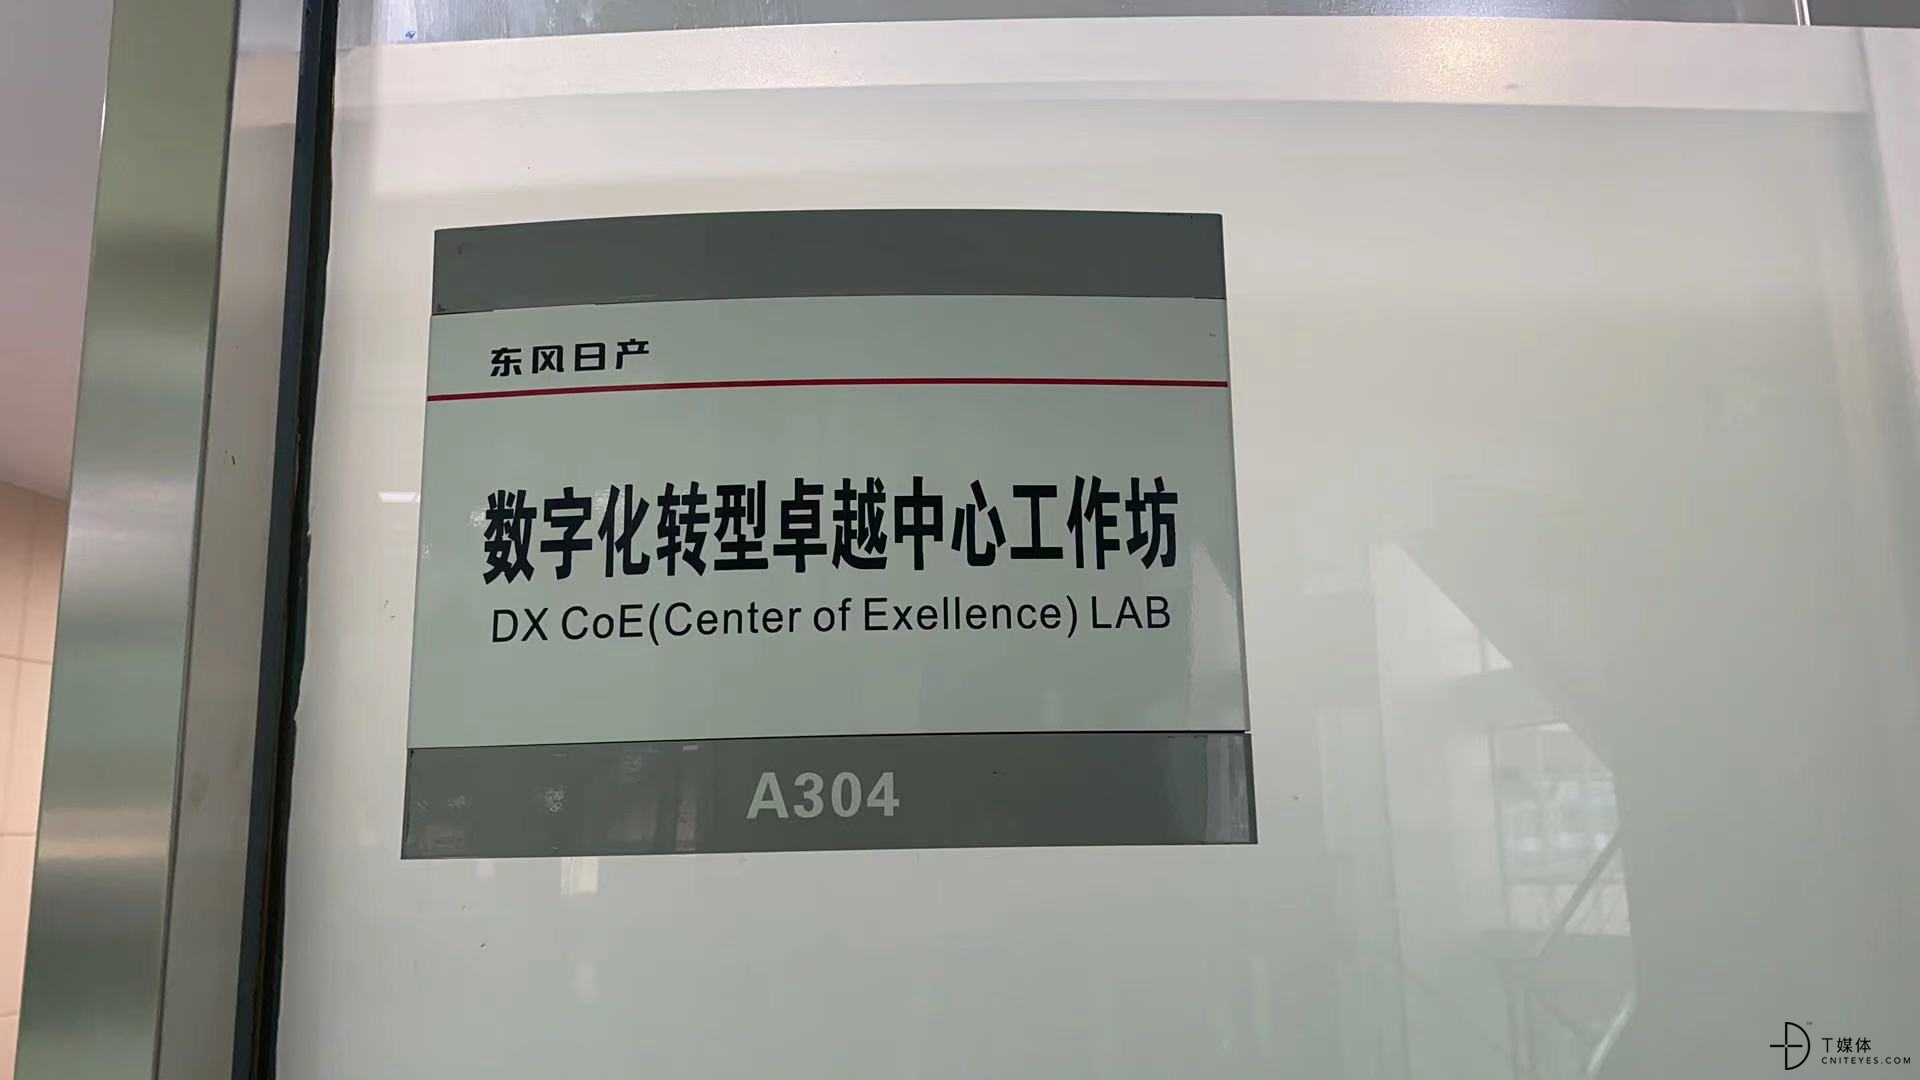 东风日产
数字化转型卓越中心工作坊
DX CoE(Center of Exellence) LAB
A304
T媒体
CNITEYES.COM